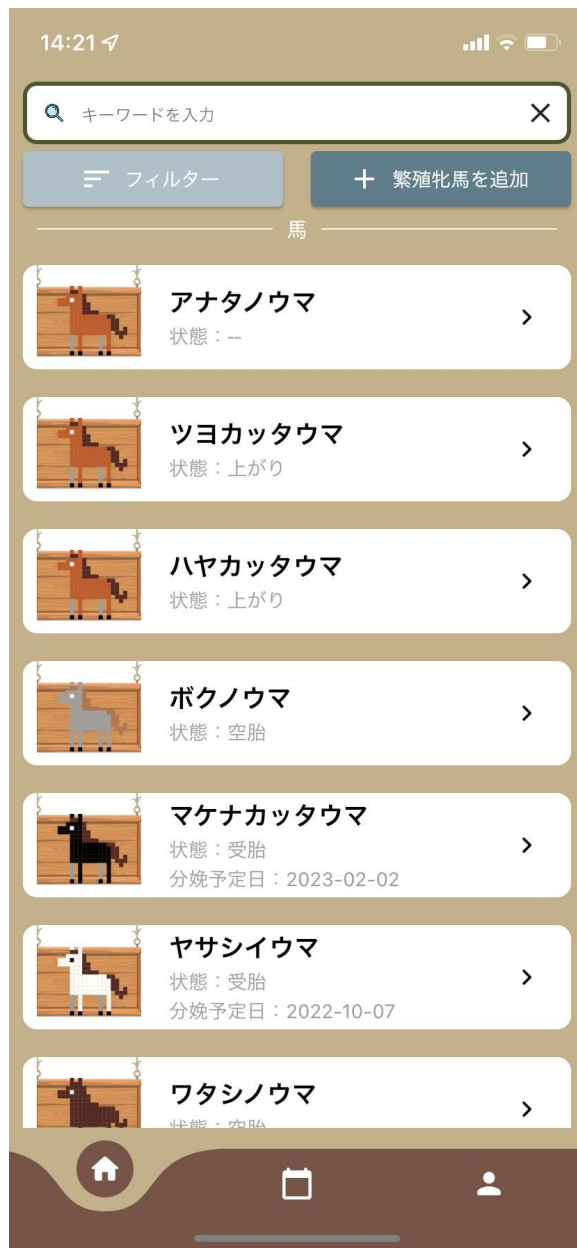 14:21
キーワードを入力
フィルター
繁殖牝馬を追加
馬
アナタノウマ
状態：--
ツヨカッタウマ
状態：上がり
ハヤカッタウマ
状態：上がり
ボクノウマ
状態：空胎
マケナカッタウマ
状態：受胎
分娩予定日：2023-02-02
ヤサシイウマ
状態：受胎
分娩予定日：2022-10-07
ワタシノウマ
状態：空胎